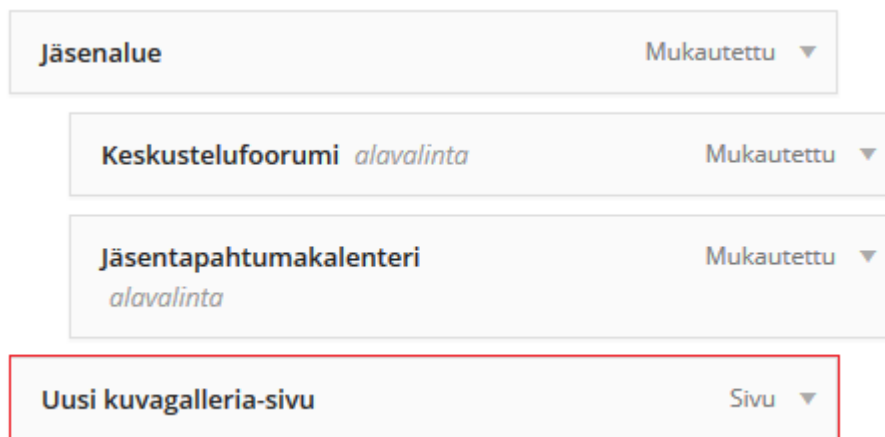 Jäsenalue Mukautettu
Keskustelufoorumi alavalinta Mukautettu
Jäsentapahtumakalenteri Mukautettu
alavalinta
Uusi kuvagalleria-sivu Sivu